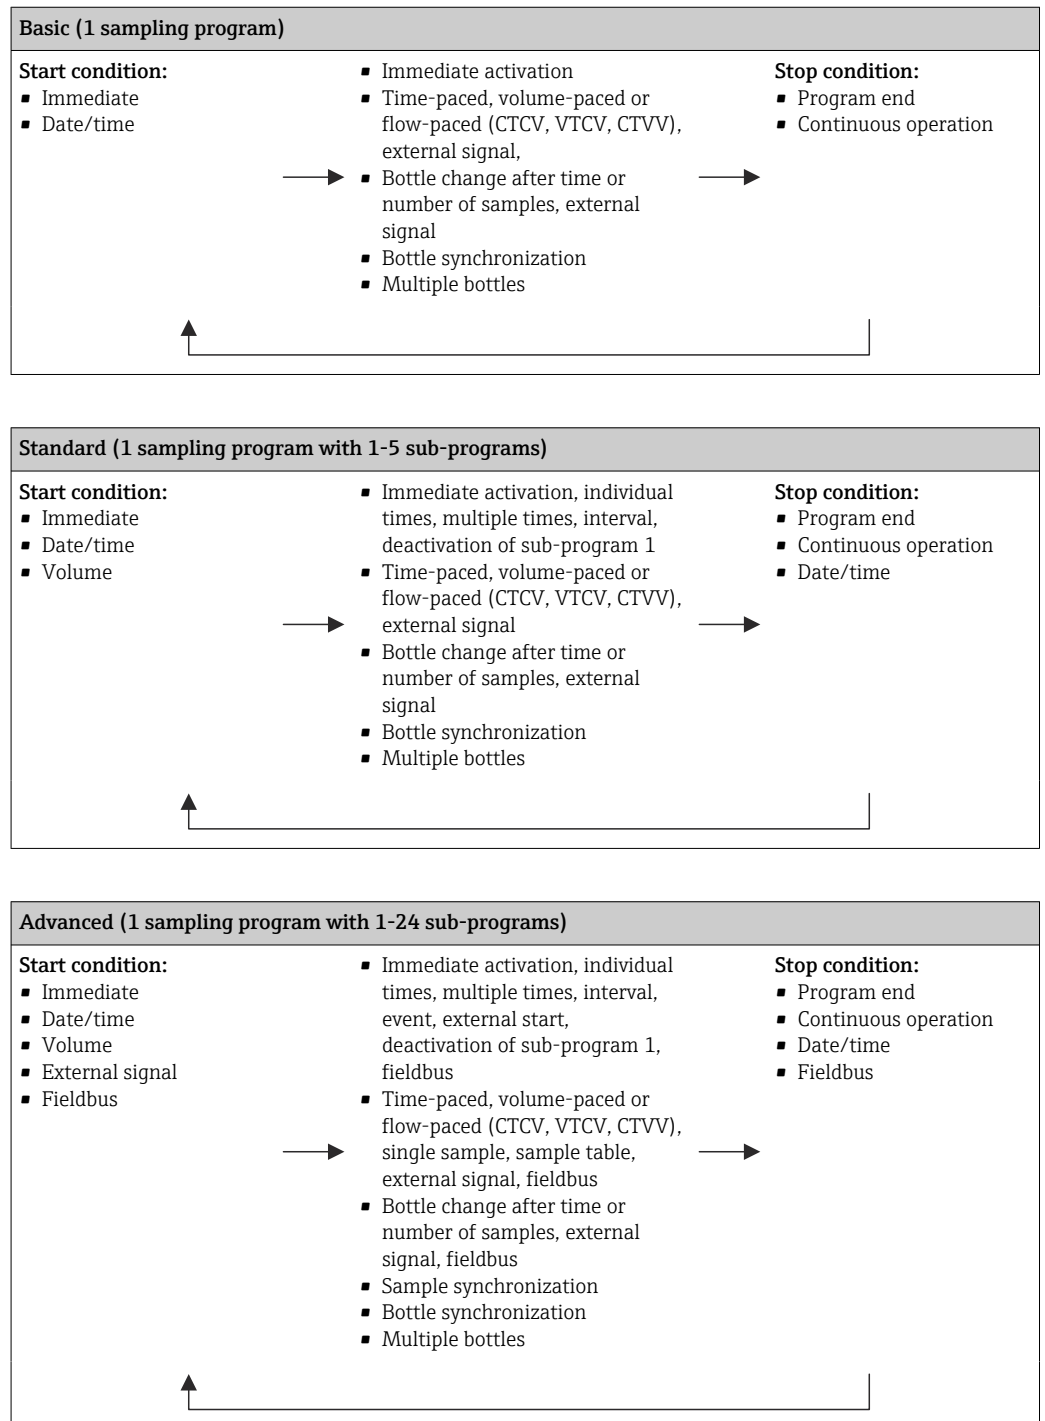 Basic (1 sampling program)
Start condition:
▪ Immediate
▪ Date/time
▪ Immediate activation
▪ Time-paced, volume-paced or
flow-paced (CTCV, VTCV, CTVV),
external signal,
▪ Bottle change after time or
number of samples, external
signal
▪ Bottle synchronization
▪ Multiple bottles
Stop condition:
▪ Program end
▪ Continuous operation
Standard (1 sampling program with 1-5 sub-programs)
Start condition:
▪ Immediate
▪ Date/time
▪ Volume
▪ Immediate activation, individual
times, multiple times, interval,
deactivation of sub-program 1
▪ Time-paced, volume-paced or
flow-paced (CTCV, VTCV, CTVV),
external signal
▪ Bottle change after time or
number of samples, external
signal
▪ Bottle synchronization
▪ Multiple bottles
Stop condition:
▪ Program end
▪ Continuous operation
▪ Date/time
Advanced (1 sampling program with 1-24 sub-programs)
Start condition:
▪ Immediate
▪ Date/time
▪ Volume
▪ External signal
▪ Fieldbus
▪ Immediate activation, individual
times, multiple times, interval,
event, external start,
deactivation of sub-program 1,
fieldbus
▪ Time-paced, volume-paced or
flow-paced (CTCV, VTCV, CTVV),
single sample, sample table,
external signal, fieldbus
▪ Bottle change after time or
number of samples, external
signal, fieldbus
▪ Sample synchronization
▪ Bottle synchronization
▪ Multiple bottles
Stop condition:
▪ Program end
▪ Continuous operation
▪ Date/time
▪ Fieldbus